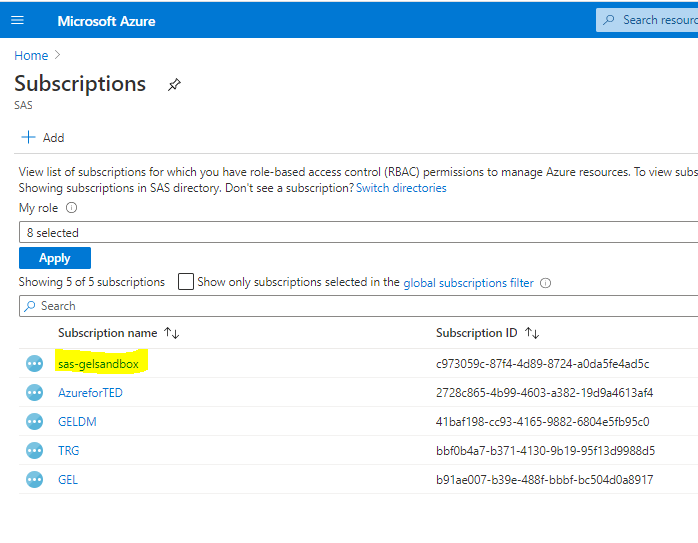 Microsoft Azure
Search resourc
Home >
Subscriptions
SAS
+ Add
View list of subscriptions for which you have role-based access control (RBAC) permissions to manage Azure resources. To view subs
Showing subscriptions in SAS directory. Don't see a subscription? Switch directories
My role
8 selected
Apply
Showing 5 of 5 subscriptions Show only subscriptions selected in the global subscriptions filter
Search
Subscription name ↑↓ Subscription ID ↑↓
sas-gelsandbox c973059c-87f4-4d89-8724-a0da5fe4ad5c
AzureforTED 2728c865-4b99-4603-a382-19d9a4613af4
GELDM 41baf198-cc93-4165-9882-6804e5fb95c0
TRG bbf0b4a7-b371-4130-9b19-95f13d9988d5
GEL b91ae007-b39e-488f-bbbf-bc504d0a8917